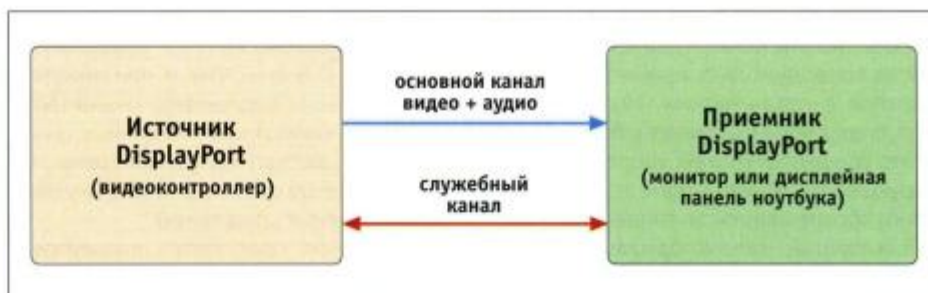 Источник
DisplayPort
(видеоконтроллер)
основной канал
видео + аудио
служебный
канал
Приемник
DisplayPort
(монитор или дисплейная
панель ноутбука)